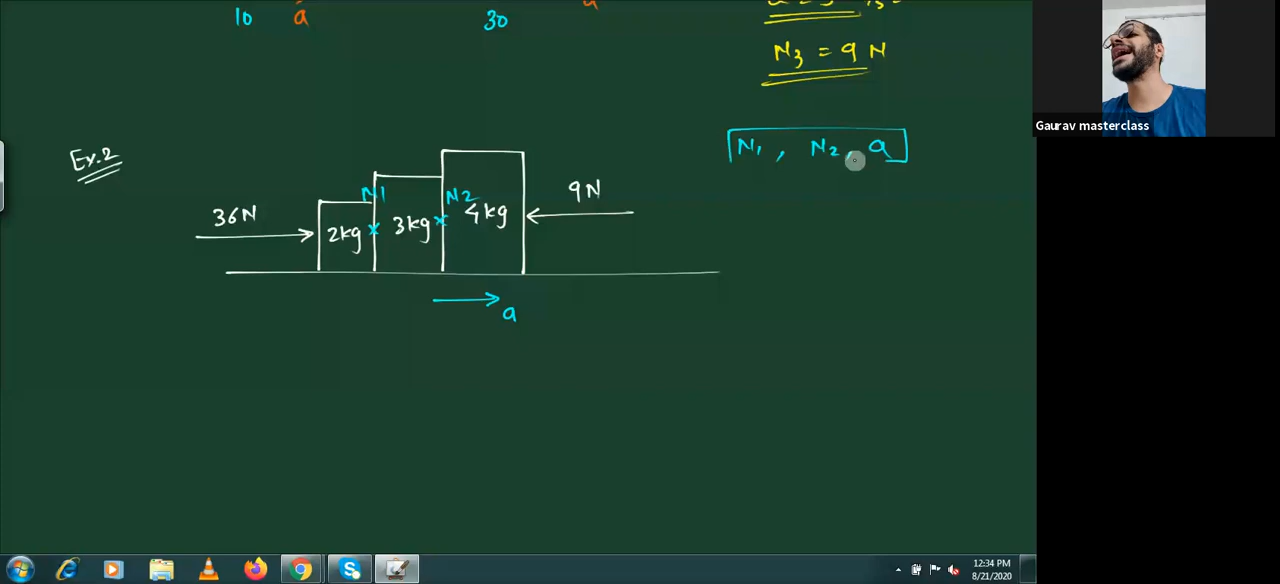 10 a 30 a
N3 = 9 N
Gaurav masterclass
N1 , N2 , a
Ex.2
N1 N2 9N
36N 2kg 3kg 4kg
a
12:34 PM
8/21/2020